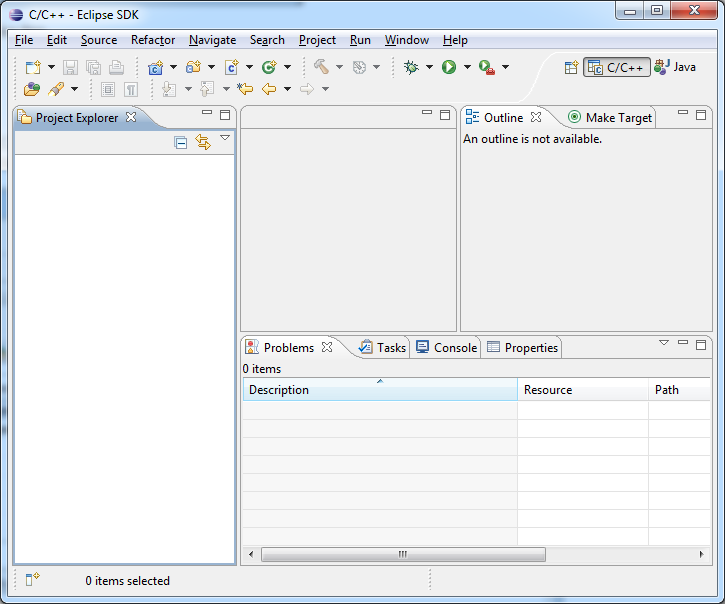 C/C++ - Eclipse SDK
File Edit Source Refactor Navigate Search Project Run Window Help
C/C++ Java
Project Explorer
Outline Make Target
An outline is not available.
Problems Tasks Console Properties
0 items
Description Resource Path
0 items selected